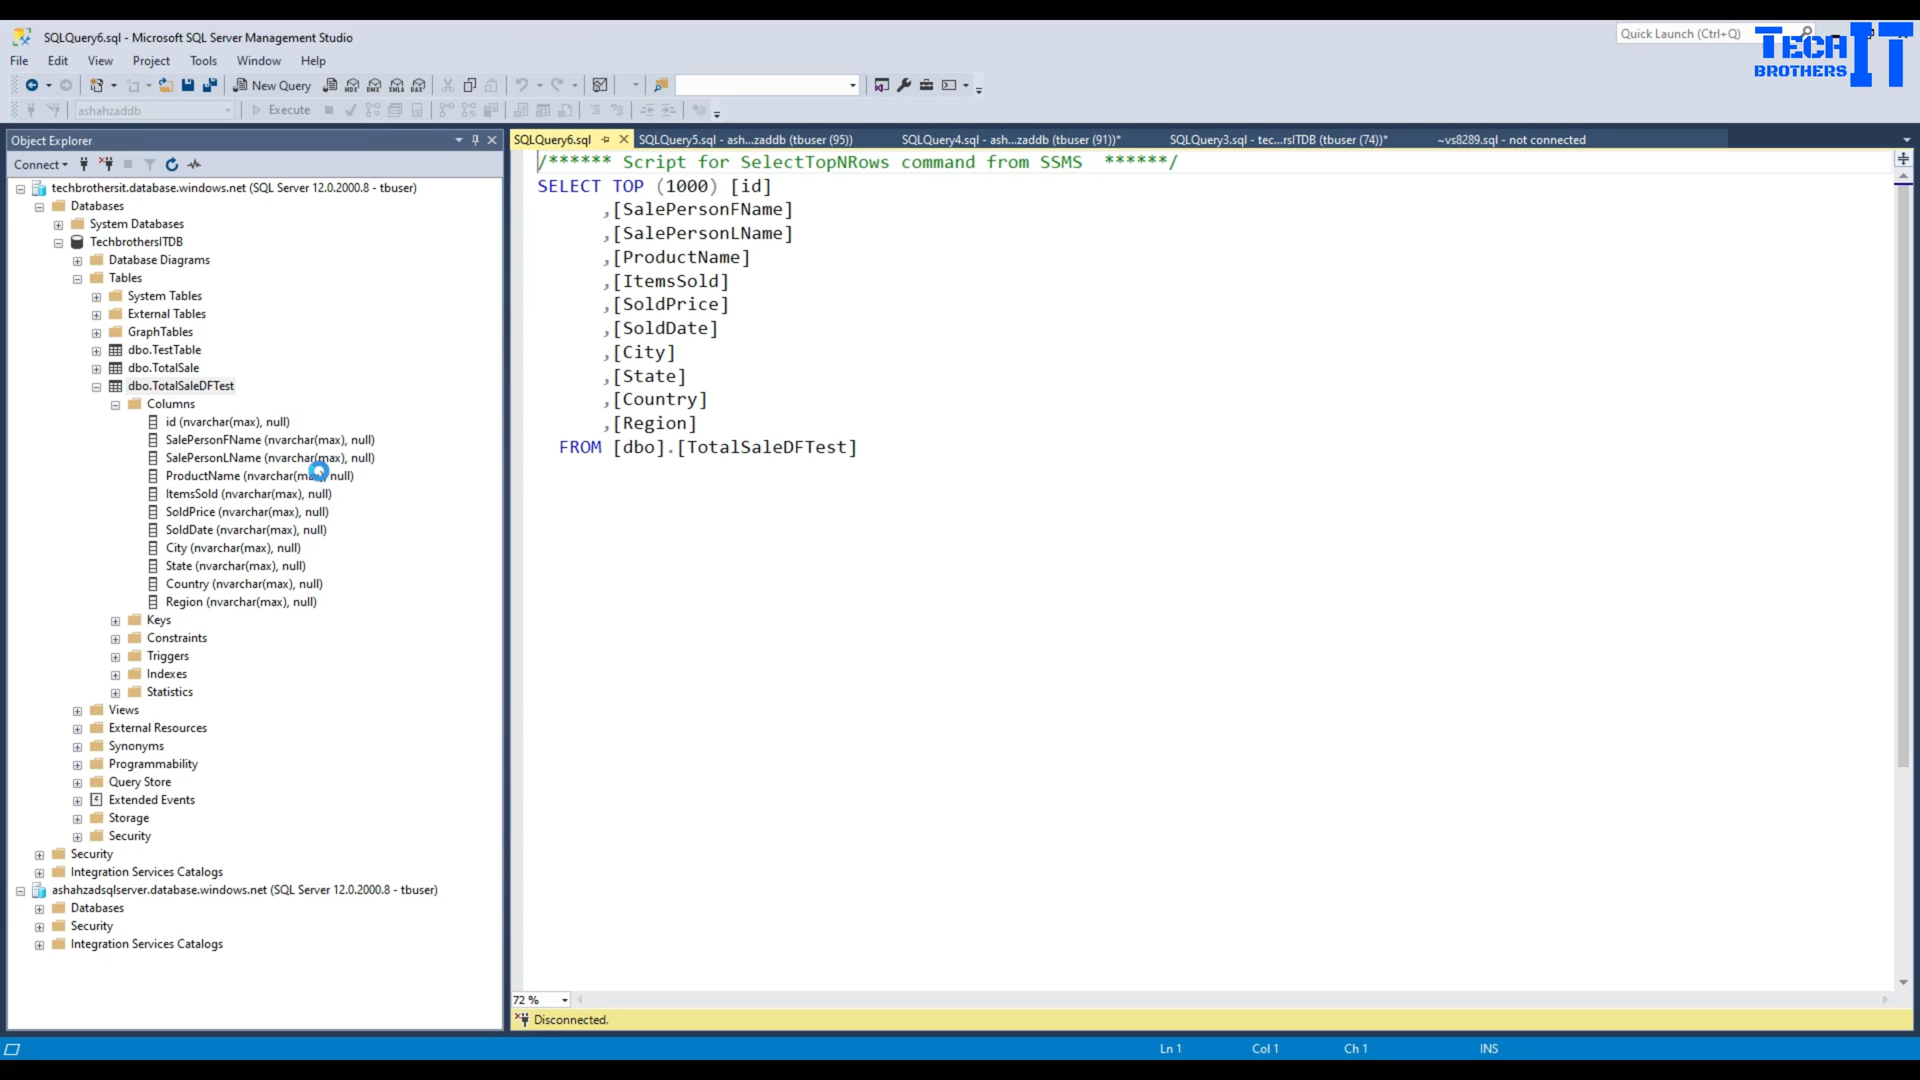 SQLQuery6.sql - Microsoft SQL Server Management Studio
Quick Launch (Ctrl+Q)
TECH BROTHERS IT
File Edit View Project Tools Window Help
New Query
MDX DMX XMLA DAX
ashahzaddb
Execute
Object Explorer
SQLQuery6.sql
SQLQuery5.sql - ash...zaddb (tbuser (95))
SQLQuery4.sql - ash...zaddb (tbuser (91))*
SQLQuery3.sql - tec...rsITDB (tbuser (74))*
~vs8289.sql - not connected
Connect
techbrothersit.database.windows.net (SQL Server 12.0.2000.8 - tbuser)
Databases
System Databases
TechbrothersITDB
Database Diagrams
Tables
System Tables
External Tables
GraphTables
dbo.TestTable
dbo.TotalSale
dbo.TotalSaleDFTest
Columns
id (nvarchar(max), null)
SalePersonFName (nvarchar(max), null)
SalePersonLName (nvarchar(max), null)
ProductName (nvarchar(max), null)
ItemsSold (nvarchar(max), null)
SoldPrice (nvarchar(max), null)
SoldDate (nvarchar(max), null)
City (nvarchar(max), null)
State (nvarchar(max), null)
Country (nvarchar(max), null)
Region (nvarchar(max), null)
Keys
Constraints
Triggers
Indexes
Statistics
Views
External Resources
Synonyms
Programmability
Query Store
Extended Events
Storage
Security
Security
Integration Services Catalogs
ashahzadsqlserver.database.windows.net (SQL Server 12.0.2000.8 - tbuser)
Databases
Security
Integration Services Catalogs
/****** Script for SelectTopNRows command from SSMS ******/
SELECT TOP (1000) [id]
,[SalePersonFName]
,[SalePersonLName]
,[ProductName]
,[ItemsSold]
,[SoldPrice]
,[SoldDate]
,[City]
,[State]
,[Country]
,[Region]
FROM [dbo].[TotalSaleDFTest]
72 %
Disconnected.
Ln 1 Col 1 Ch 1 INS